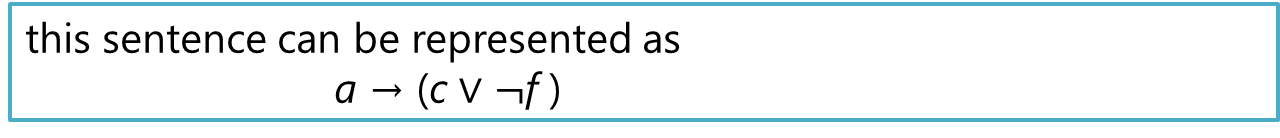 this sentence can be represented as
a → (c ∨ ¬f )